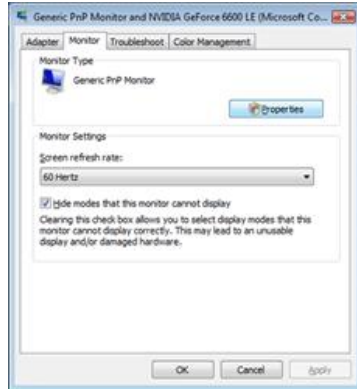 Generic PnP Monitor and NVIDIA GeForce 6600 LE (Microsoft Co...
Adapter Monitor Troubleshoot Color Management
Monitor Type
Generic PnP Monitor
Properties
Monitor Settings
Screen refresh rate:
60 Hertz
Hide modes that this monitor cannot display
Clearing this check box allows you to select display modes that this
monitor cannot display correctly. This may lead to an unusable
display and/or damaged hardware.
OK Cancel Apply